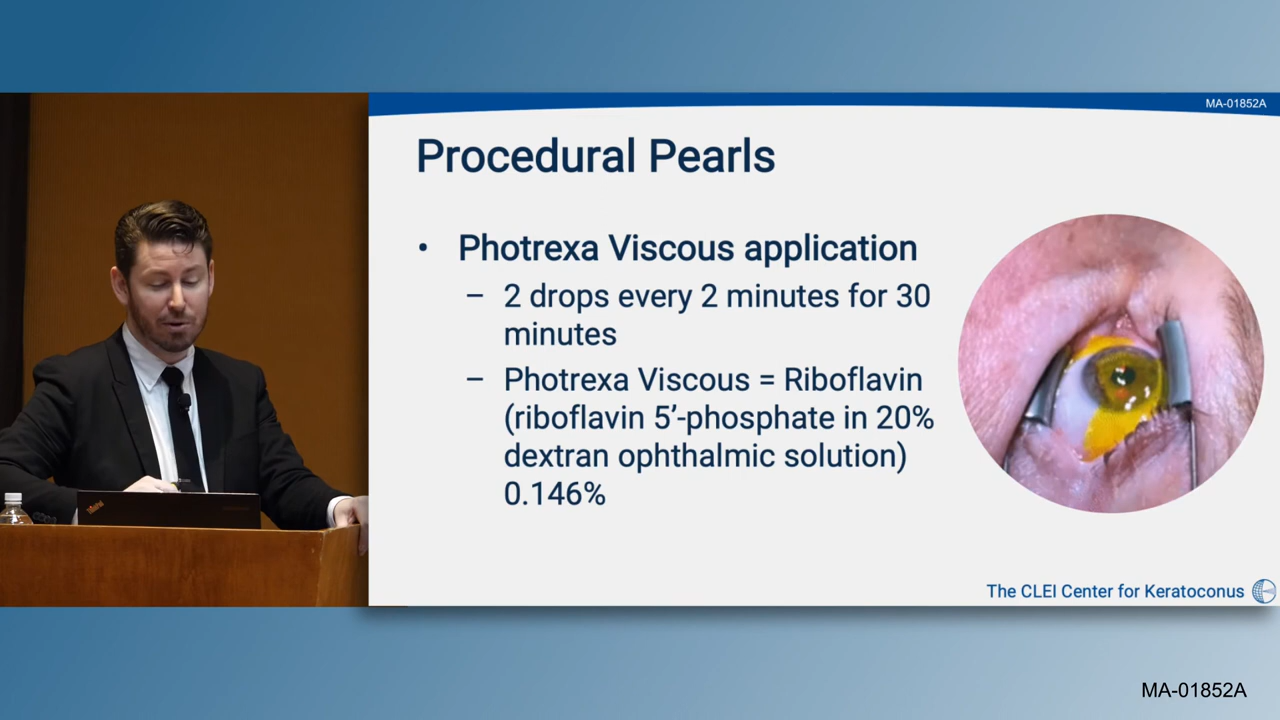 MA-01852A
Procedural Pearls
• Photrexa Viscous application
– 2 drops every 2 minutes for 30
minutes
– Photrexa Viscous = Riboflavin
(riboflavin 5’-phosphate in 20%
dextran ophthalmic solution)
0.146%
The CLEI Center for Keratoconus
MA-01852A